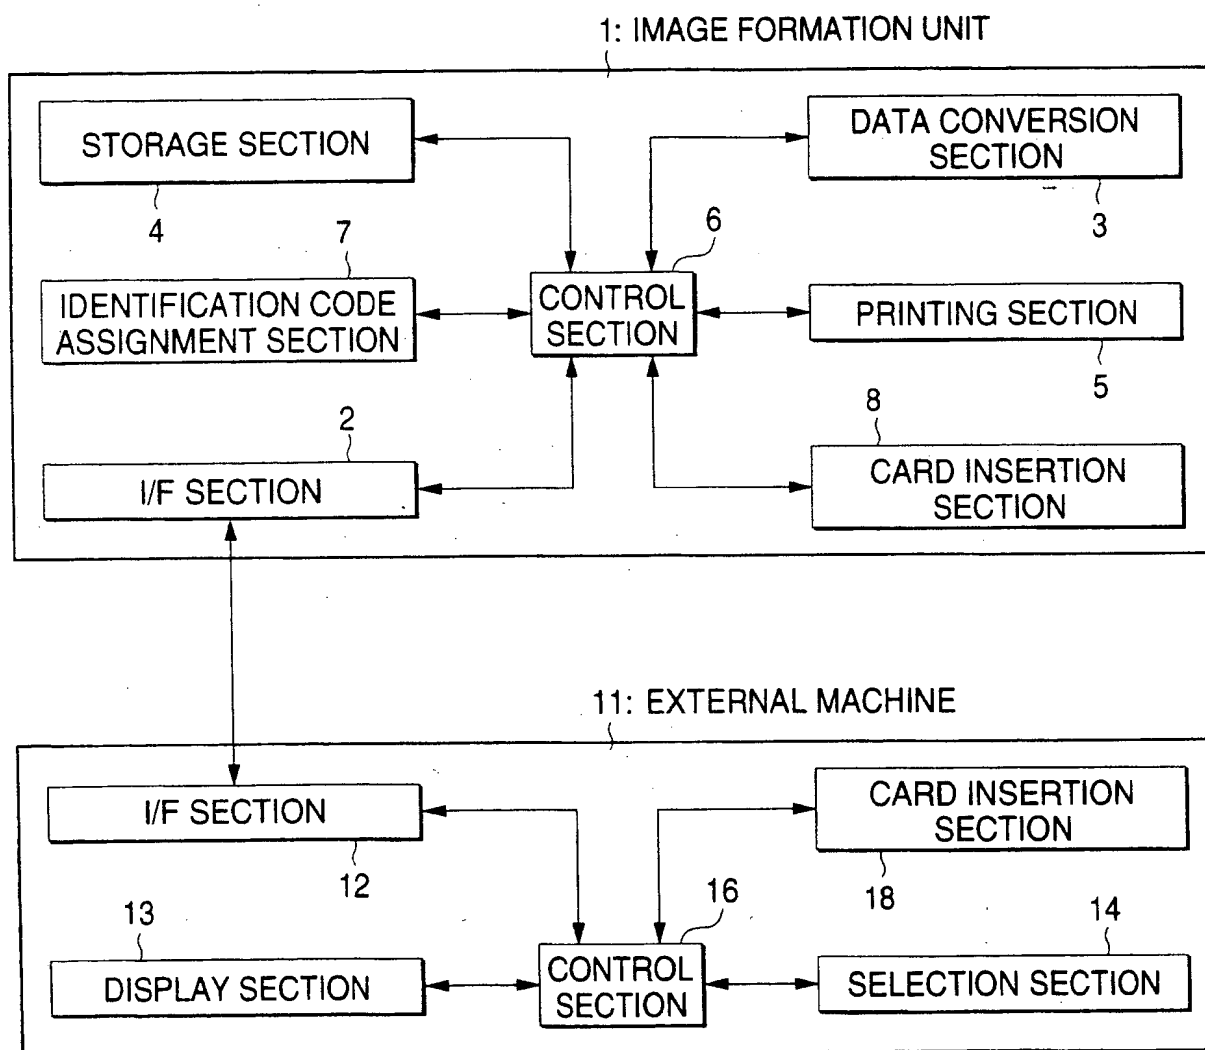 1: IMAGE FORMATION UNIT
STORAGE SECTION
4
DATA CONVERSION
SECTION
3
7
IDENTIFICATION CODE
ASSIGNMENT SECTION
6
CONTROL
SECTION
PRINTING SECTION
5
2
I/F SECTION
8
CARD INSERTION
SECTION
11: EXTERNAL MACHINE
I/F SECTION
12
CARD INSERTION
SECTION
18
13
DISPLAY SECTION
16
CONTROL
SECTION
14
SELECTION SECTION